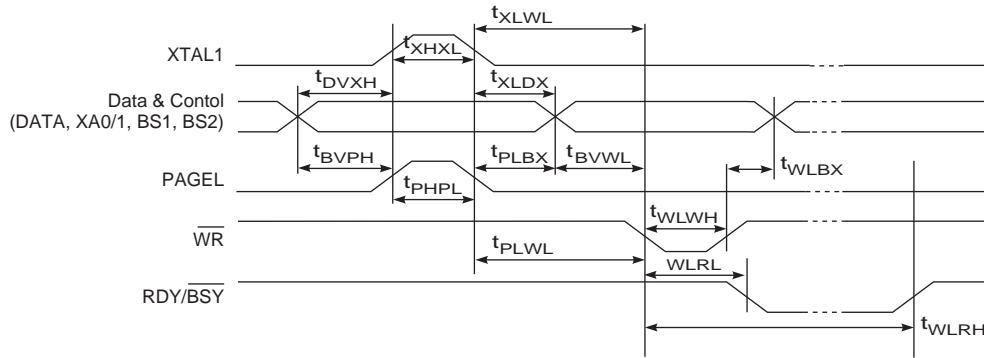 tXLWL
XTAL1
tXHXL
tDVXH
tXLDX
Data & Contol
(DATA, XA0/1, BS1, BS2)
tBVPH
tPLBX
tBVWL
tWLBX
PAGEL
tPHPL
tWLWH
WR
tPLWL
WLRL
RDY/BSY
tWLRH